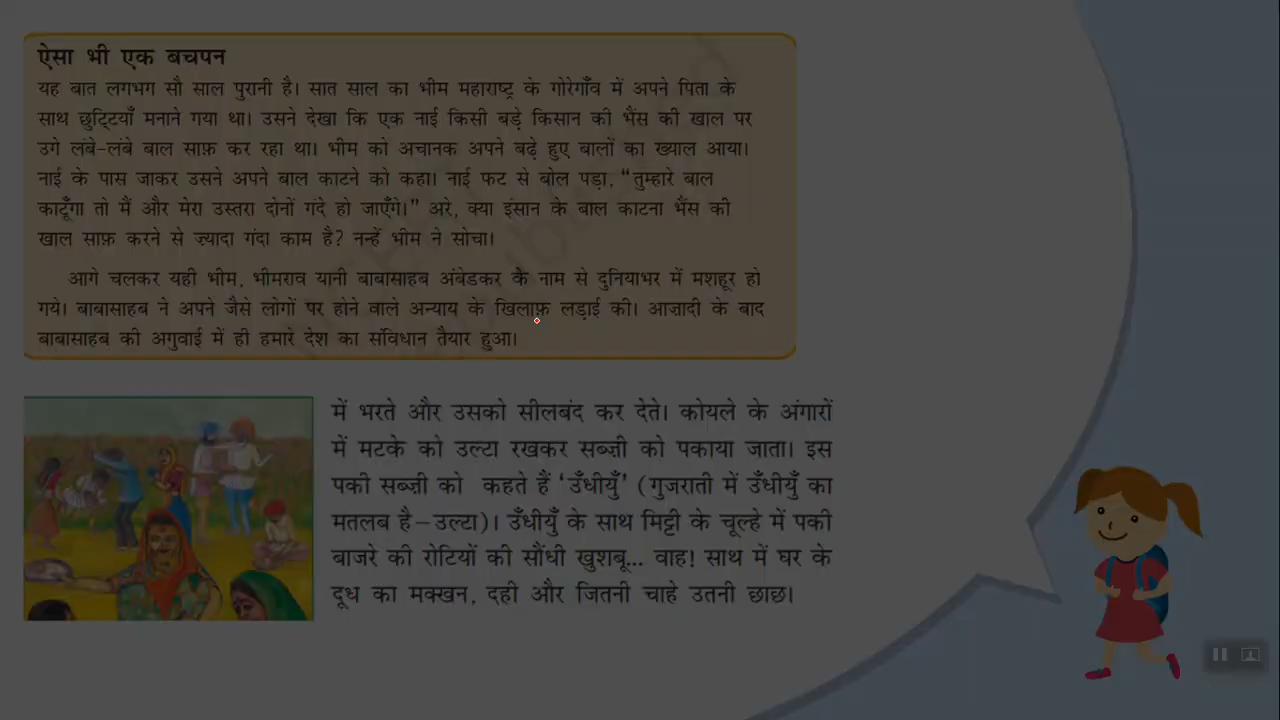 ऐसा भी एक बचपन
यह बात लगभग सौ साल पुरानी है। सात साल का भीम महाराष्ट्र के गोरेगाँव में अपने पिता के
साथ छुट्टियाँ मनाने गया था। उसने देखा कि एक नाई किसी बड़े किसान की भैंस की खाल पर
उगे लंबे-लंबे बाल साफ़ कर रहा था। भीम को अचानक अपने बढ़े हुए बालों का ख्याल आया।
नाई के पास जाकर उसने अपने बाल काटने को कहा। नाई फट से बोल पड़ा, “तुम्हारे बाल
काटूँगा तो मैं और मेरा उस्तरा दोनों गंदे हो जाएँगे।” अरे, क्या इंसान के बाल काटना भैंस की
खाल साफ़ करने से ज़्यादा गंदा काम है? नन्हें भीम ने सोचा।
आगे चलकर यही भीम, भीमराव यानी बाबासाहब अंबेडकर के नाम से दुनियाभर में मशहूर हो
गये। बाबासाहब ने अपने जैसे लोगों पर होने वाले अन्याय के खिलाफ़ लड़ाई की। आज़ादी के बाद
बाबासाहब की अगुवाई में ही हमारे देश का संविधान तैयार हुआ।
में भरते और उसको सीलबंद कर देते। कोयले के अंगारों
में मटके को उल्टा रखकर सब्ज़ी को पकाया जाता। इस
पकी सब्ज़ी को कहते हैं ‘उँधीयुँ’ (गुजराती में उँधीयुँ का
मतलब है–उल्टा)। उँधीयुँ के साथ मिट्टी के चूल्हे में पकी
बाजरे की रोटियों की सौंधी खुशबू... वाह! साथ में घर के
दूध का मक्खन, दही और जितनी चाहे उतनी छाछ।